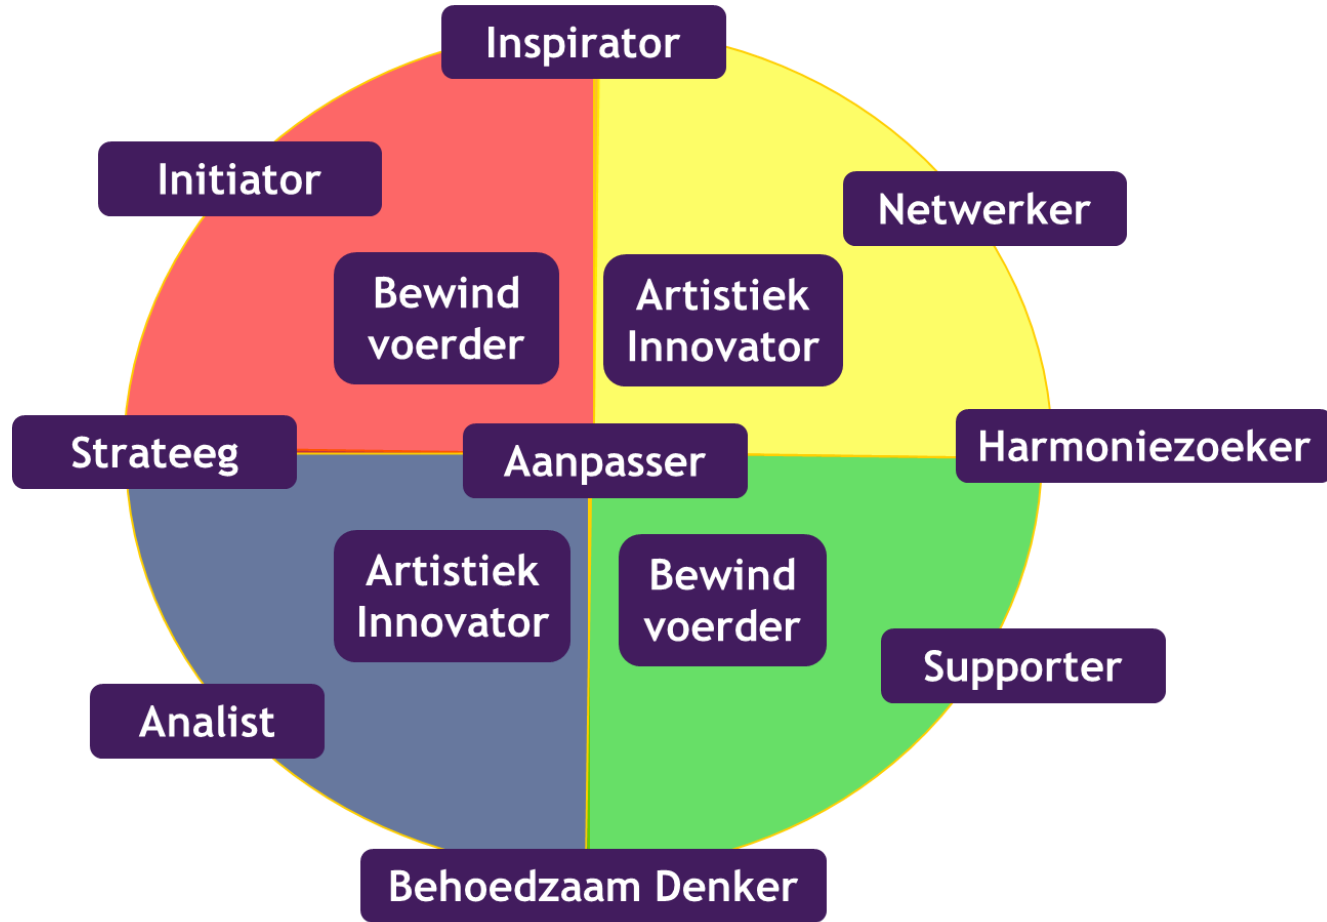 Inspirator
Initiator
Netwerker
Bewind
voerder
Artistiek
Innovator
Strateeg
Aanpasser
Harmoniezoeker
Artistiek
Innovator
Bewind
voerder
Supporter
Analist
Behoedzaam Denker